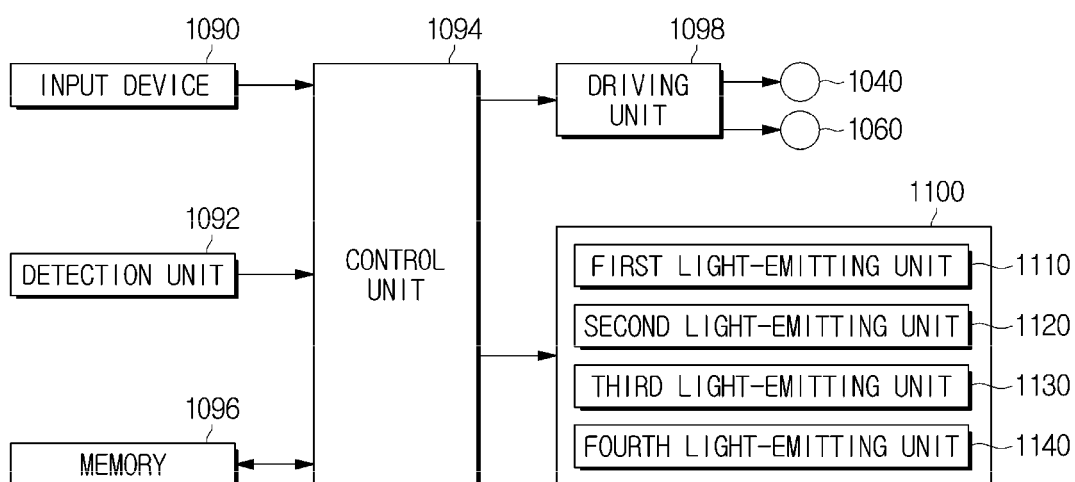 1090
INPUT DEVICE
1092
DETECTION UNIT
1096
MEMORY
1094
CONTROL
UNIT
1098
DRIVING
UNIT
1040
1060
1100
FIRST LIGHT-EMITTING UNIT
1110
SECOND LIGHT-EMITTING UNIT
1120
THIRD LIGHT-EMITTING UNIT
1130
FOURTH LIGHT-EMITTING UNIT
1140